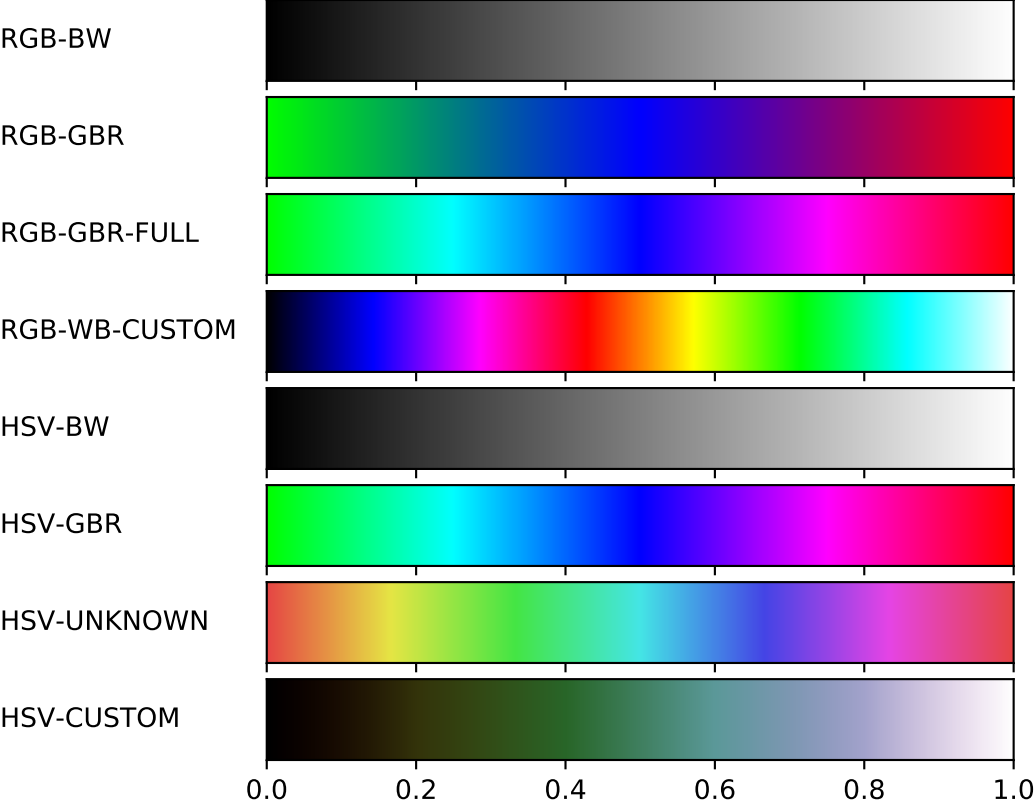 RGB-BW
RGB-GBR
RGB-GBR-FULL
RGB-WB-CUSTOM
HSV-BW
HSV-GBR
HSV-UNKNOWN
HSV-CUSTOM
0.0 0.2 0.4 0.6 0.8 1.0